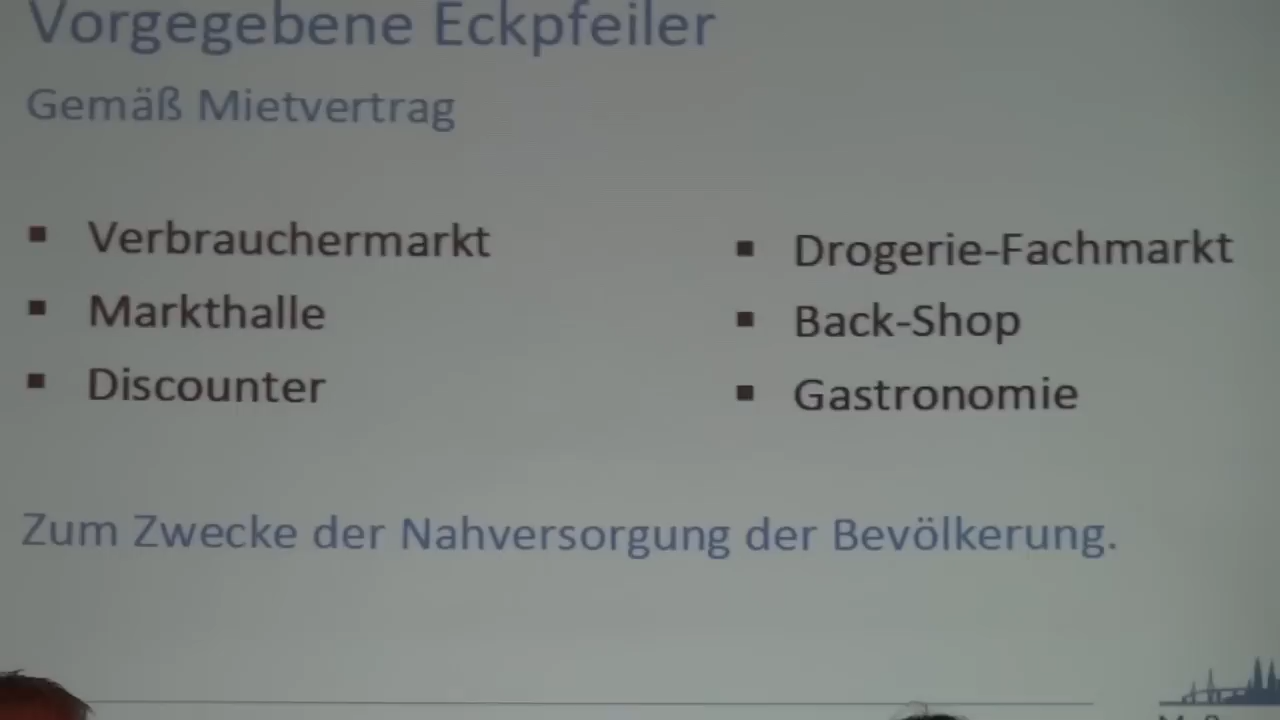 Vorgegebene Eckpfeiler
Gemäß Mietvertrag
▪ Verbrauchermarkt
▪ Markthalle
▪ Discounter
▪ Drogerie-Fachmarkt
▪ Back-Shop
▪ Gastronomie
Zum Zwecke der Nahversorgung der Bevölkerung.